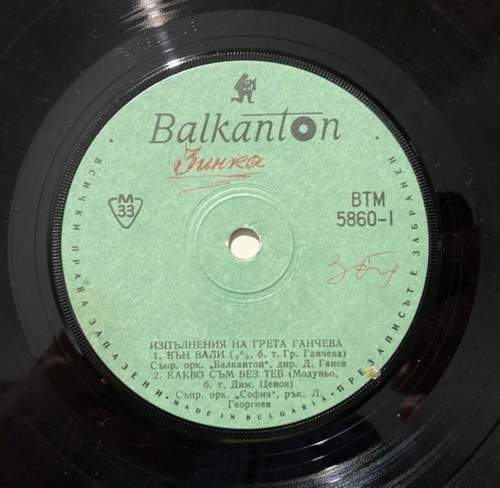 Balkanton
Зинка
M
33
BTM
5860-I
ИЗПЪЛНЕНИЯ НА ГРЕТА ГАНЧЕВА
1. ВЪН ВАЛИ (, б. т. Гр. Ганчева)
Съпр. орк. „Балкантон“, дир. Д. Ганев
2. КАКВО СЪМ БЕЗ ТЕБ (Модуньо,
б. т. Дим. Ценов)
Съпр. орк. „София“, рък. Л.
Георгиев
• ВСИЧКИ ПРАВА ЗАПАЗЕНИ • MADE IN BULGARIA • ПРЕЗАПИСЪТ Е ЗАБРАНЕН •